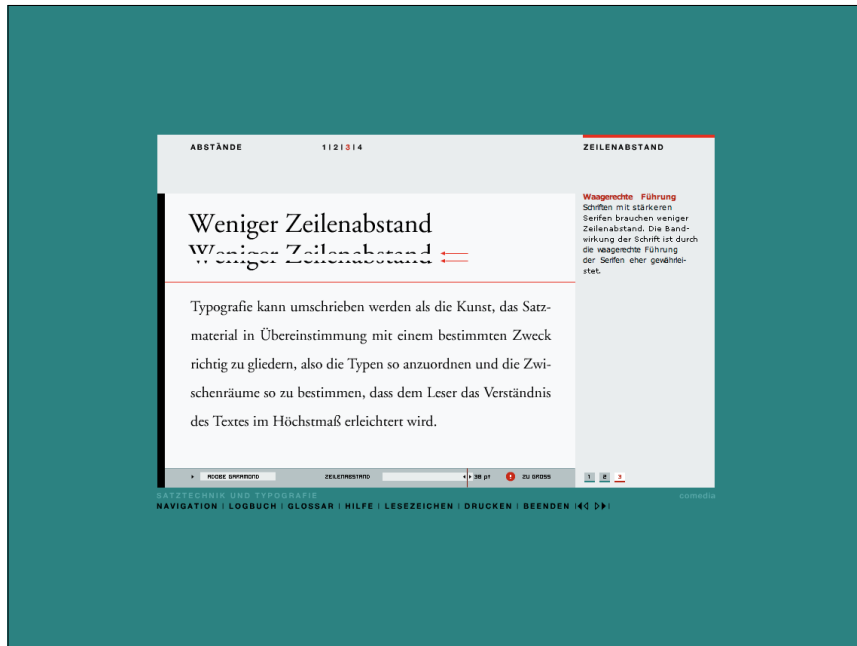 ABSTÄNDE 1 | 2 | 3 | 4 ZEILENABSTAND
Weniger Zeilenabstand
Weniger Zeilenabstand
Typografie kann umschrieben werden als die Kunst, das Satz-
material in Übereinstimmung mit einem bestimmten Zweck
richtig zu gliedern, also die Typen so anzuordnen und die Zwi-
schenräume so zu bestimmen, dass dem Leser das Verständnis
des Textes im Höchstmaß erleichtert wird.
Waagerechte Führung
Schriften mit stärkeren
Serifen brauchen weniger
Zeilenabstand. Die Band-
wirkung der Schrift ist durch
die waagerechte Führung
der Serifen eher gewährlei-
stet.
ADOBE GARAMOND ZEILENABSTAND 38 pt ! ZU GROSS 1 2 3
SATZTECHNIK UND TYPOGRAFIE comedia
NAVIGATION | LOGBUCH | GLOSSAR | HILFE | LESEZEICHEN | DRUCKEN | BEENDEN